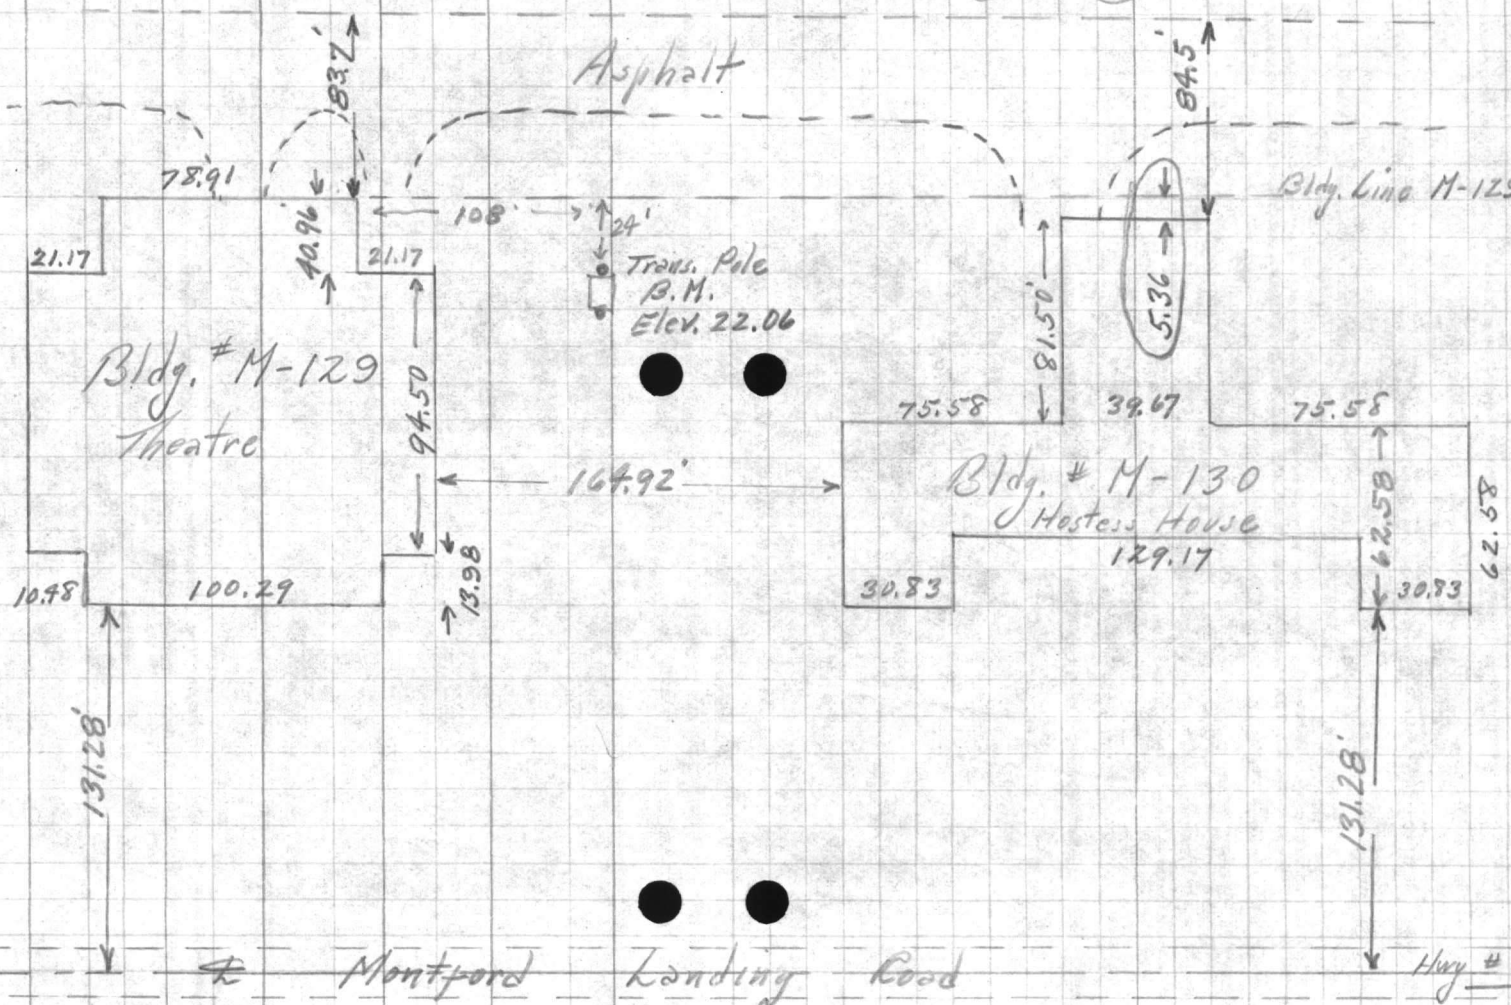 Asphalt
83.7'
84.5'
78.91
40.96
108'
24'
Bldg. Line M-129
21.17
21.17
Trans. Pole
B.M.
Elev. 22.06
81.50'
5.36
Bldg. # M-129
Theatre
94.50
75.58
39.67
75.58
164.92'
Bldg. # M-130
Hostess House
129.17
62.58
62.58
10.48
100.29
13.98
30.83
30.83
131.28'
131.28'
℄ Montford Landing Road
Hwy #